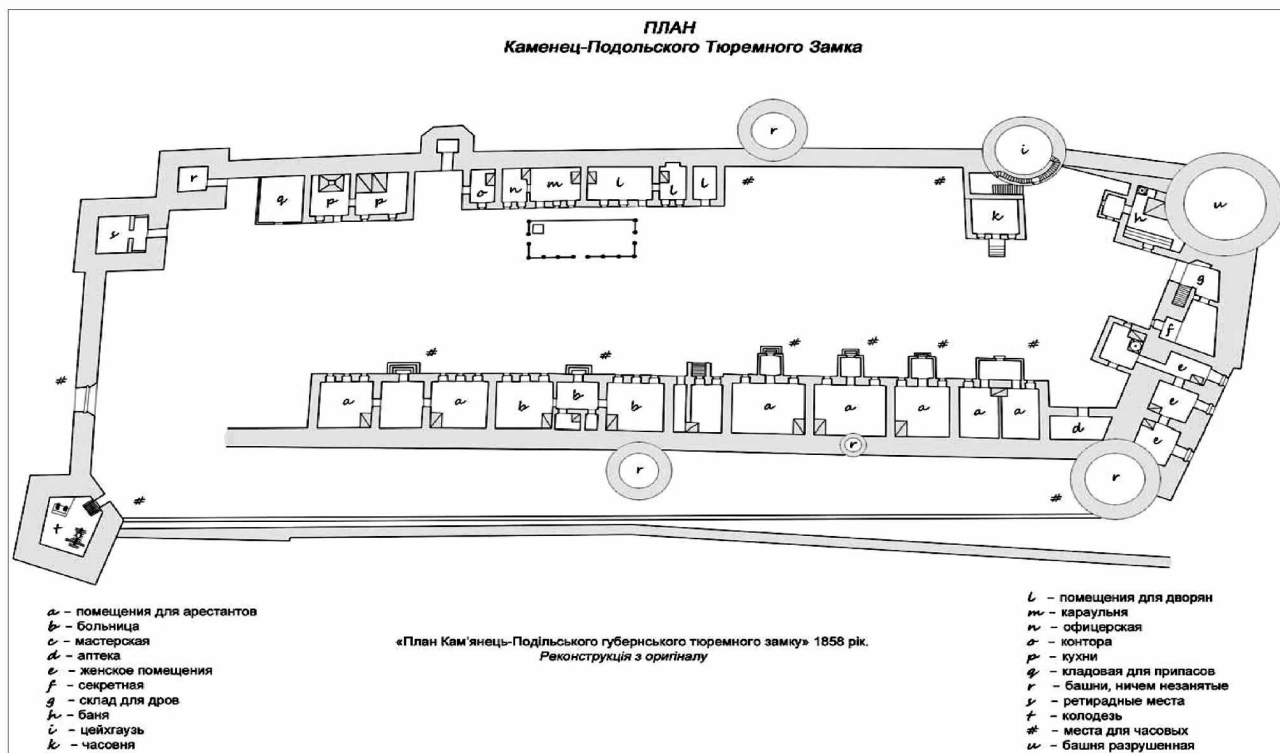 ПЛАН
Каменец-Подольского Тюремного Замка
r
i
r
q
p
p
o
n
m
l
l
l
#
#
k
h
u
s
g
f
#
#
#
#
#
#
#
a
a
b
b
b
a
a
a
a
a
d
e
e
e
r
r
r
#
#
t
a – помещения для арестантов
b – больница
c – мастерская
d – аптека
e – женское помещения
f – секретная
g – склад для дров
h – баня
i – цейхгаузь
k – часовня
«План Кам'янець-Подільського губернського тюремного замку» 1858 рік.
Реконструкція з оригіналу
l – помещения для дворян
m – караульня
n – офицерская
o – контора
p – кухни
q – кладовая для припасов
r – башни, ничем незанятые
s – ретирадные места
t – колодезь
# – места для часовых
u – башня разрушенная